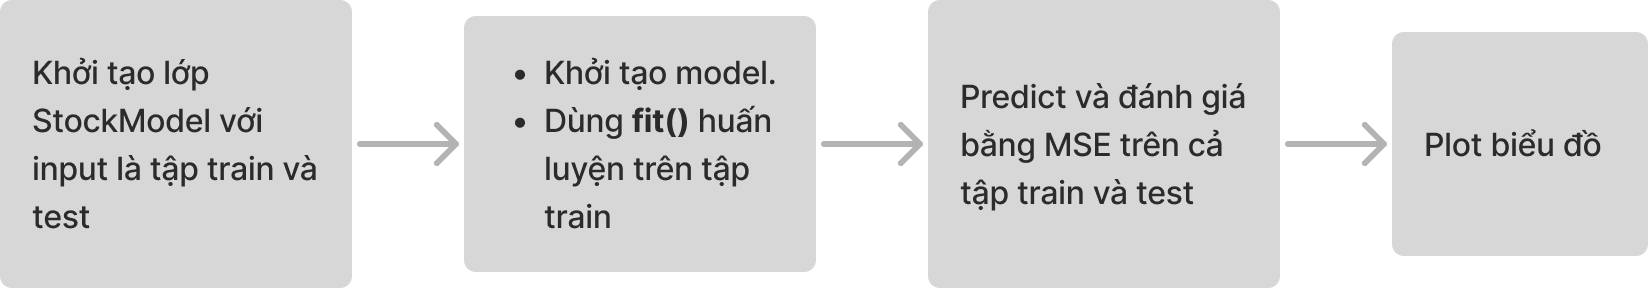 Khởi tạo lớp
StockModel với
input là tập train và
test
• Khởi tạo model.
• Dùng fit() huấn
luyện trên tập
train
Predict và đánh giá
bằng MSE trên cả
tập train và test
Plot biểu đồ